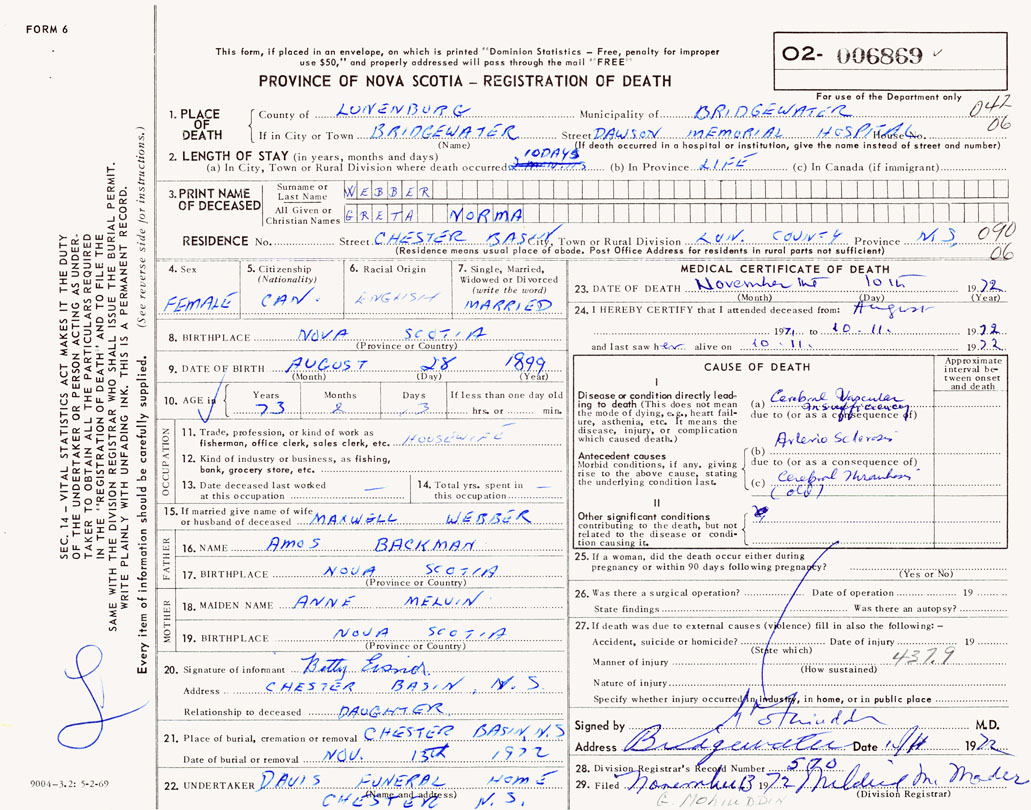 FORM 6
This form, if placed in an envelope, on which is printed "Dominion Statistics – Free, penalty for improper
use $50," and properly addressed will pass through the mail "FREE"
PROVINCE OF NOVA SCOTIA – REGISTRATION OF DEATH
02- 006869
For use of the Department only
SEC. 14 – VITAL STATISTICS ACT MAKES IT THE DUTY
OF THE UNDERTAKER OR PERSON ACTING AS UNDER-
TAKER TO OBTAIN ALL THE PARTICULARS REQUIRED
IN THE "REGISTRATION OF DEATH" AND TO FILE THE
SAME WITH THE DIVISION REGISTRAR WHO SHALL ISSUE THE BURIAL PERMIT.
WRITE PLAINLY WITH UNFADING INK. THIS IS A PERMANENT RECORD.
Every item of information should be carefully supplied. (See reverse side for instructions.)
1. PLACE OF DEATH
County of LUNENBURG Municipality of BRIDGEWATER 042
If in City or Town BRIDGEWATER Street DAWSON MEMORIAL HOSPITAL House No. 06
(Name) (If death occurred in a hospital or institution, give the name instead of street and number)
2. LENGTH OF STAY (in years, months and days) 10 DAYS
(a) In City, Town or Rural Division where death occurred (b) In Province LIFE (c) In Canada (if immigrant)
3. PRINT NAME OF DECEASED
Surname or Last Name WEBBER
All Given or Christian Names GRETA NORMA
RESIDENCE No. Street CHESTER BASIN City, Town or Rural Division LUN. COUNTY Province N.S. 090
(Residence means usual place of abode. Post Office Address for residents in rural parts not sufficient) 06
4. Sex FEMALE
5. Citizenship (Nationality) CAN.
6. Racial Origin ENGLISH
7. Single, Married, Widowed or Divorced (write the word) MARRIED
8. BIRTHPLACE NOVA SCOTIA
(Province or Country)
9. DATE OF BIRTH AUGUST 28 1899
(Month) (Day) (Year)
10. AGE in Years 73 Months 2 Days 13 If less than one day old hrs. or min.
OCCUPATION
11. Trade, profession, or kind of work as
fisherman, office clerk, sales clerk, etc. HOUSEWIFE
12. Kind of industry or business, as fishing,
bank, grocery store, etc.
13. Date deceased last worked at this occupation –
14. Total yrs. spent in this occupation –
15. If married give name of wife
or husband of deceased MAXWELL WEBBER
FATHER
16. NAME AMOS BACKMAN
17. BIRTHPLACE NOVA SCOTIA
(Province or Country)
MOTHER
18. MAIDEN NAME ANNE MELVIN
19. BIRTHPLACE NOVA SCOTIA
(Province or Country)
20. Signature of informant Betty
Address CHESTER BASIN, N.S.
Relationship to deceased DAUGHTER
21. Place of burial, cremation or removal CHESTER BASIN, N.S
Date of burial or removal NOV. 13th 1972
22. UNDERTAKER DAVIS FUNERAL HOME
(Name and address)
CHESTER N.S.
9004–3.2: 5-2-69
MEDICAL CERTIFICATE OF DEATH
23. DATE OF DEATH November the 10th 1972.
(Month) (Day) (Year)
24. I HEREBY CERTIFY that I attended deceased from: August
1971 to 10.11. 1972
and last saw her alive on 10.11. 1972
CAUSE OF DEATH
Approximate interval between onset and death
I
Disease or condition directly leading to death (This does not mean the mode of dying, e.g., heart failure, asthenia, etc. It means the disease, injury, or complication which caused death.)
(a) Cerebral Vascular insufficiency
due to (or as a consequence of)
Antecedent causes
Morbid conditions, if any, giving rise to the above cause, stating the underlying condition last.
(b) Arterio Sclerosis
due to (or as a consequence of)
(c) Cerebral Thrombosis
(old)
II
Other significant conditions
contributing to the death, but not related to the disease or condition causing it.
25. If a woman, did the death occur either during
pregnancy or within 90 days following pregnancy?
(Yes or No)
26. Was there a surgical operation? Date of operation 19
State findings Was there an autopsy?
27. If death was due to external causes (violence) fill in also the following: –
Accident, suicide or homicide? Date of injury 19
(State which)
Manner of injury 437.9
(How sustained)
Nature of injury
Specify whether injury occurred in industry, in home, or in public place
Signed by M.D.
Address Bridgewater Date 1972
28. Division Registrar's Record Number 570
29. Filed November 13 1972 Mildred M. Mader
(Division Registrar)
G. MOHIUDDIN